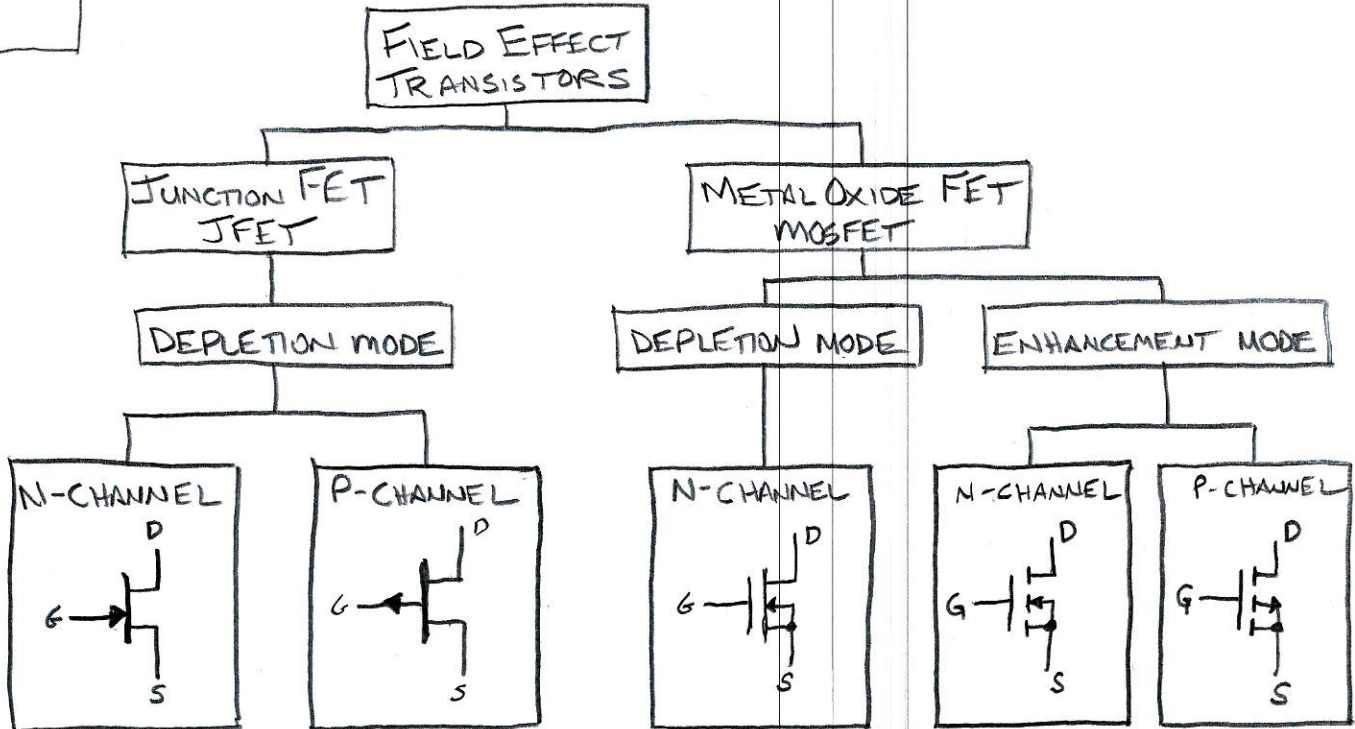 FIELD EFFECT
TRANSISTORS
JUNCTION FET
JFET
METAL OXIDE FET
MOSFET
DEPLETION MODE
DEPLETION MODE
ENHANCEMENT MODE
N-CHANNEL
D
G
S
P-CHANNEL
D
G
S
N-CHANNEL
D
G
S
N-CHANNEL
D
G
S
P-CHANNEL
D
G
S